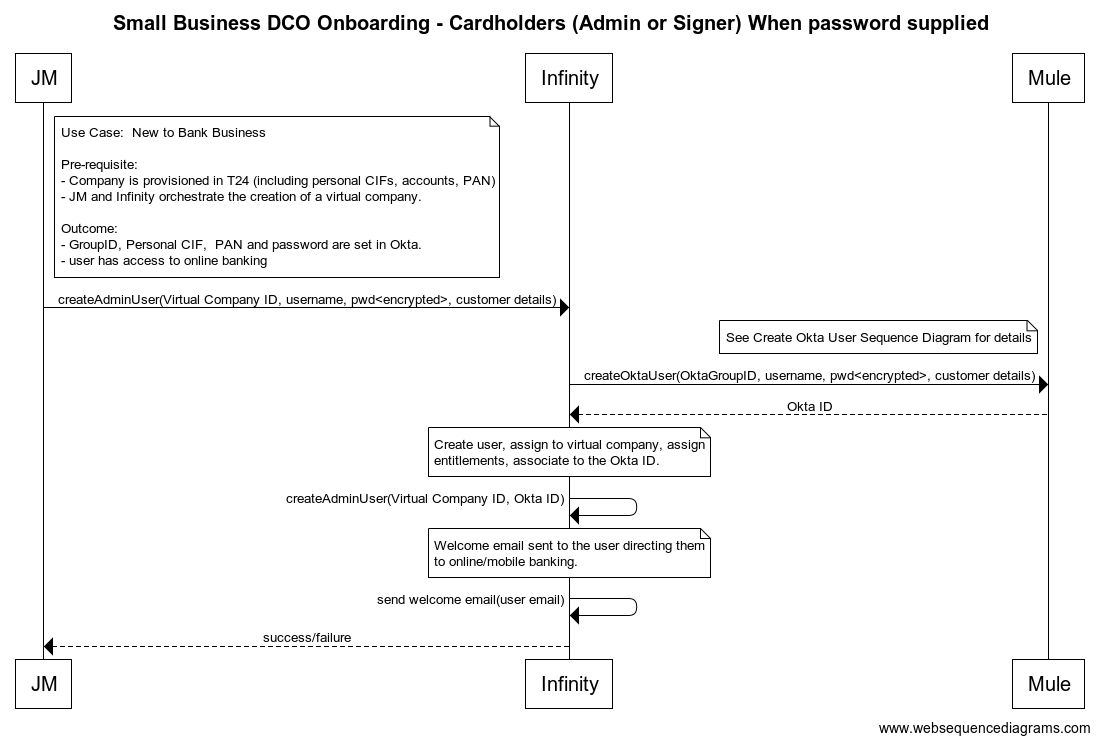 Small Business DCO Onboarding - Cardholders (Admin or Signer) When password supplied
JM
Infinity
Mule
Use Case:  New to Bank Business
Pre-requisite:
- Company is provisioned in T24 (including personal CIFs, accounts, PAN)
- JM and Infinity orchestrate the creation of a virtual company.
Outcome:
- GroupID, Personal CIF,  PAN and password are set in Okta.
- user has access to online banking
createAdminUser(Virtual Company ID, username, pwd<encrypted>, customer details)
See Create Okta User Sequence Diagram for details
createOktaUser(OktaGroupID, username, pwd<encrypted>, customer details)
Okta ID
Create user, assign to virtual company, assign
entitlements, associate to the Okta ID.
createAdminUser(Virtual Company ID, Okta ID)
Welcome email sent to the user directing them
to online/mobile banking.
send welcome email(user email)
success/failure
JM
Infinity
Mule
www.websequencediagrams.com